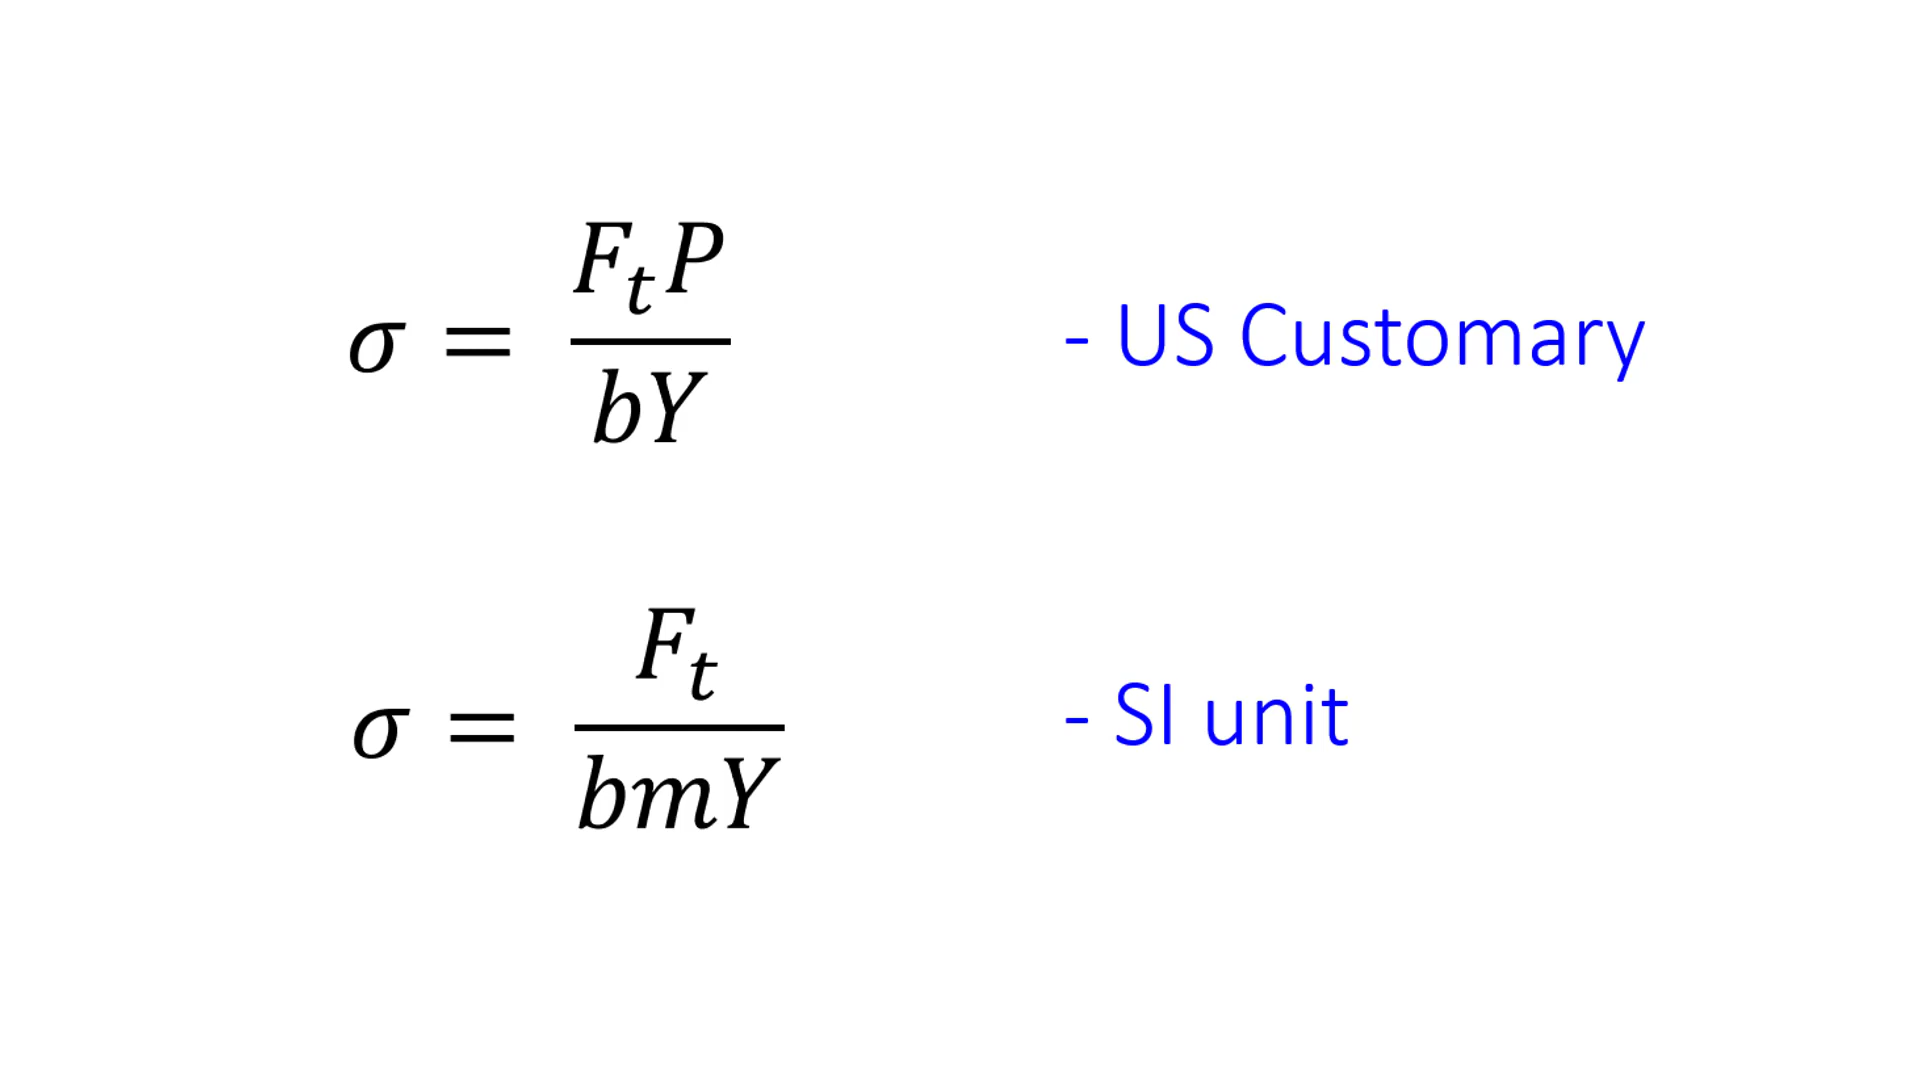 σ = F_t P / bY - US Customary
σ = F_t / bmY - SI unit